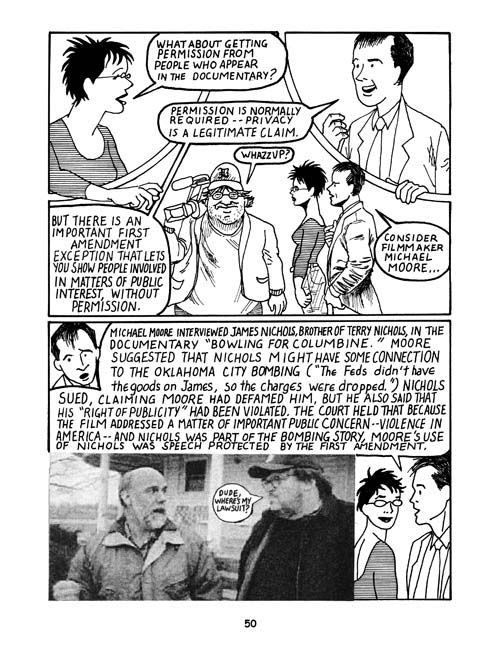 WHAT ABOUT GETTING
PERMISSION FROM
PEOPLE WHO APPEAR
IN THE DOCUMENTARY?
PERMISSION IS NORMALLY
REQUIRED -- PRIVACY
IS A LEGITIMATE CLAIM.
WHAZZUP?
BUT THERE IS AN
IMPORTANT FIRST
AMENDMENT
EXCEPTION THAT LETS
YOU SHOW PEOPLE INVOLVED
IN MATTERS OF PUBLIC
INTEREST, WITHOUT
PERMISSION.
CONSIDER
FILMMAKER
MICHAEL
MOORE...
MICHAEL MOORE INTERVIEWED JAMES NICHOLS, BROTHER OF TERRY NICHOLS, IN THE
DOCUMENTARY "BOWLING FOR COLUMBINE." MOORE
SUGGESTED THAT NICHOLS MIGHT HAVE SOME CONNECTION
TO THE OKLAHOMA CITY BOMBING ("The Feds didn't have
the goods on James, so the charges were dropped.") NICHOLS
SUED, CLAIMING MOORE HAD DEFAMED HIM, BUT HE ALSO SAID THAT
HIS "RIGHT OF PUBLICITY" HAD BEEN VIOLATED. THE COURT HELD THAT BECAUSE
THE FILM ADDRESSED A MATTER OF IMPORTANT PUBLIC CONCERN--VIOLENCE IN
AMERICA--AND NICHOLS WAS PART OF THE BOMBING STORY, MOORE'S USE
OF NICHOLS WAS SPEECH PROTECTED BY THE FIRST AMENDMENT.
DUDE,
WHERE'S MY
LAWSUIT?
50